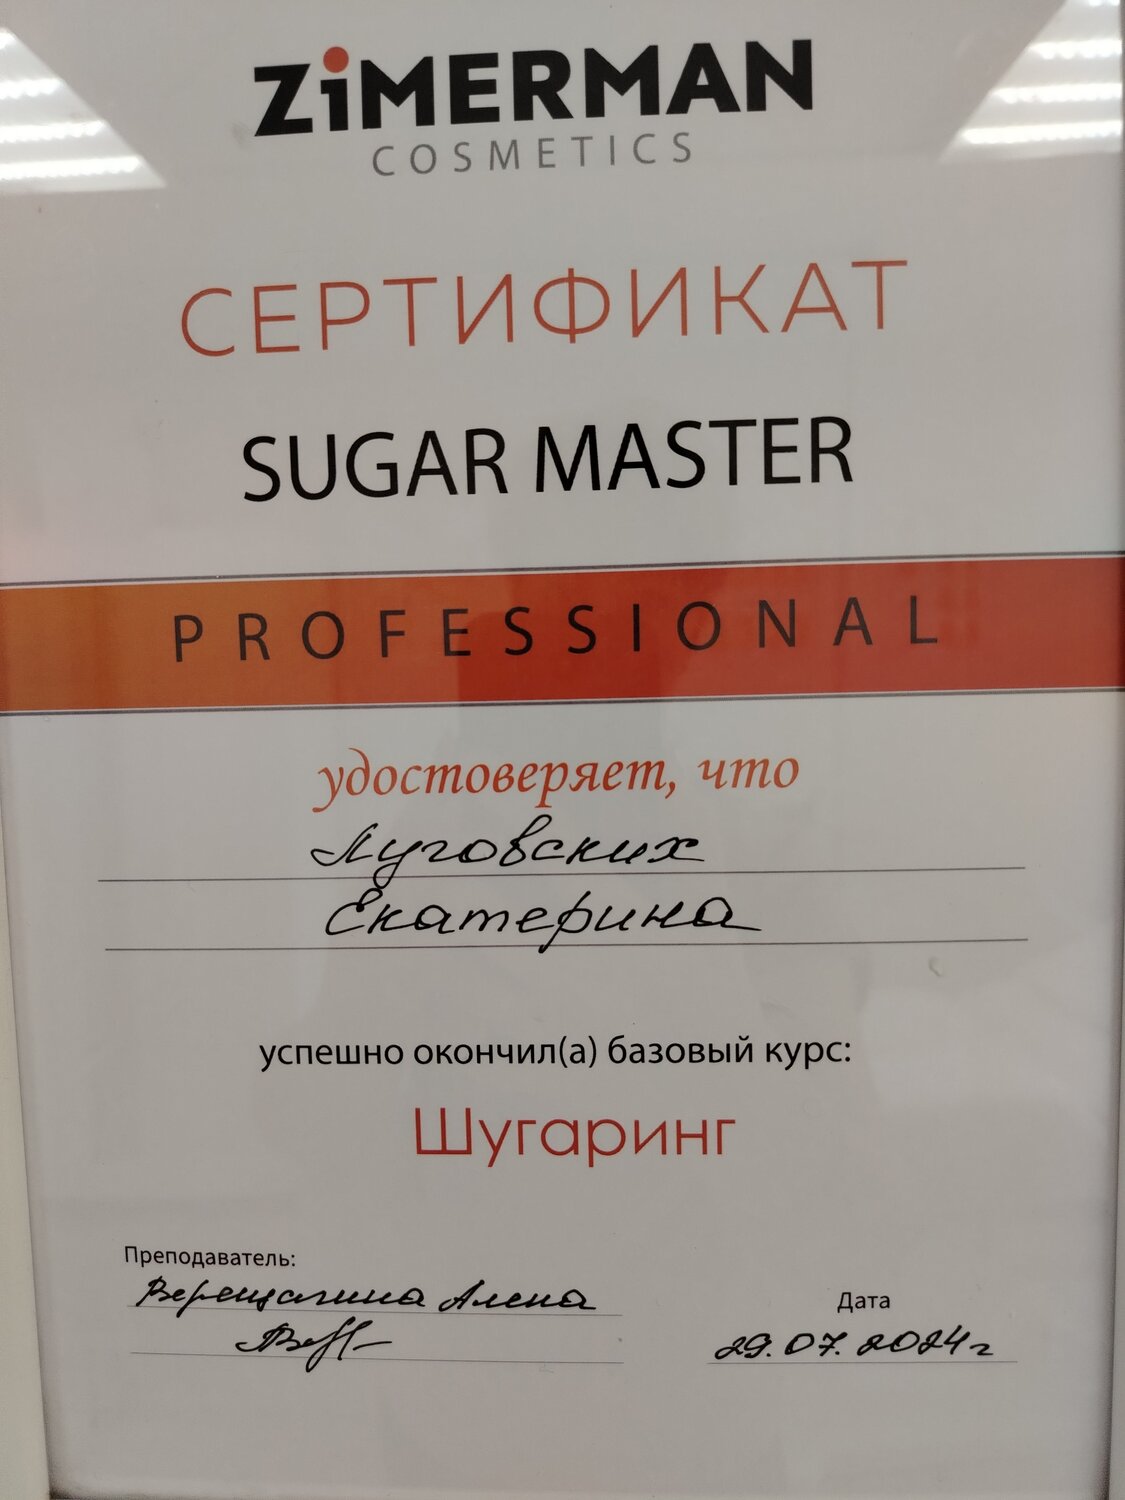 ZiMERMAN
COSMETICS
СЕРТИФИКАТ
SUGAR MASTER
PROFESSIONAL
удостоверяет, что
Луговских
Екатерина
успешно окончил(а) базовый курс:
Шугаринг
Преподаватель:
Верещагина Алена
Дата
29.07.2024г